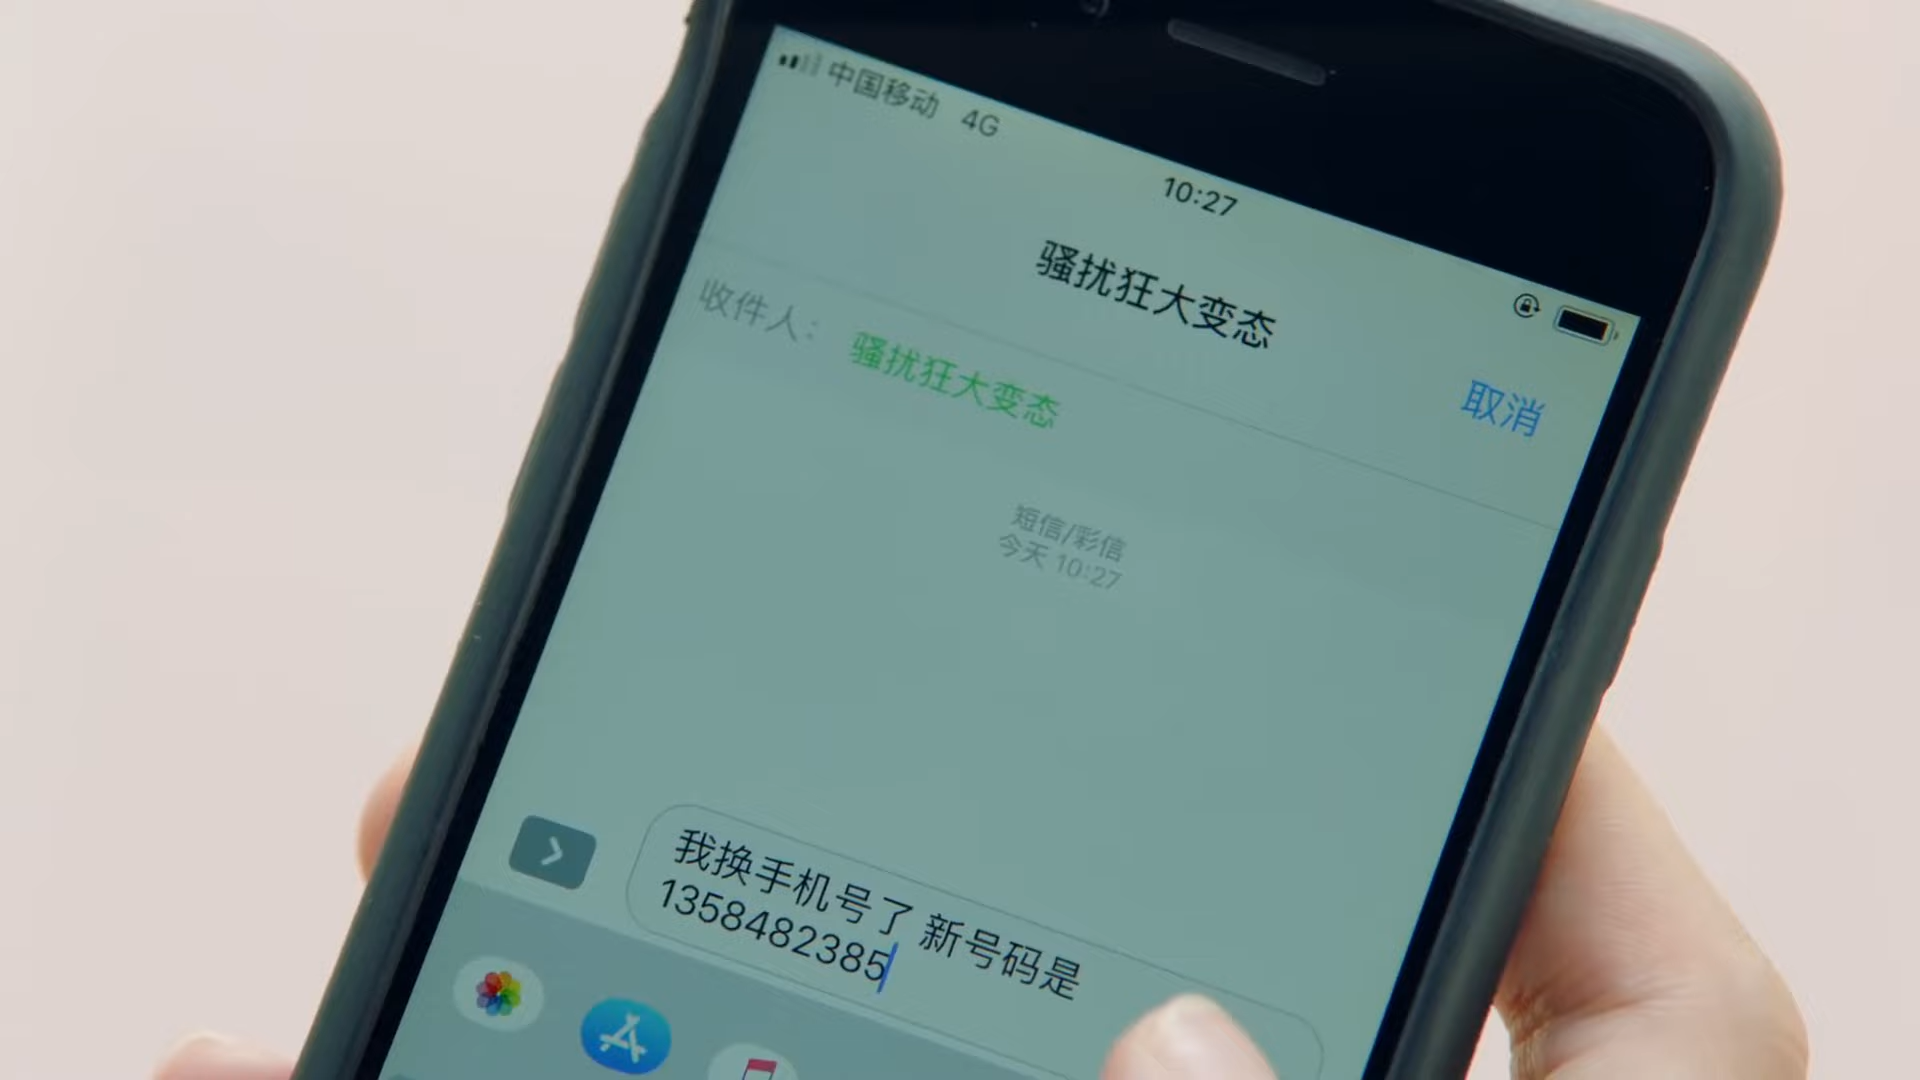 中国移动 4G
10:27
骚扰狂大变态
取消
收件人: 骚扰狂大变态
短信/彩信
今天 10:27
我换手机号了 新号码是
1358482385